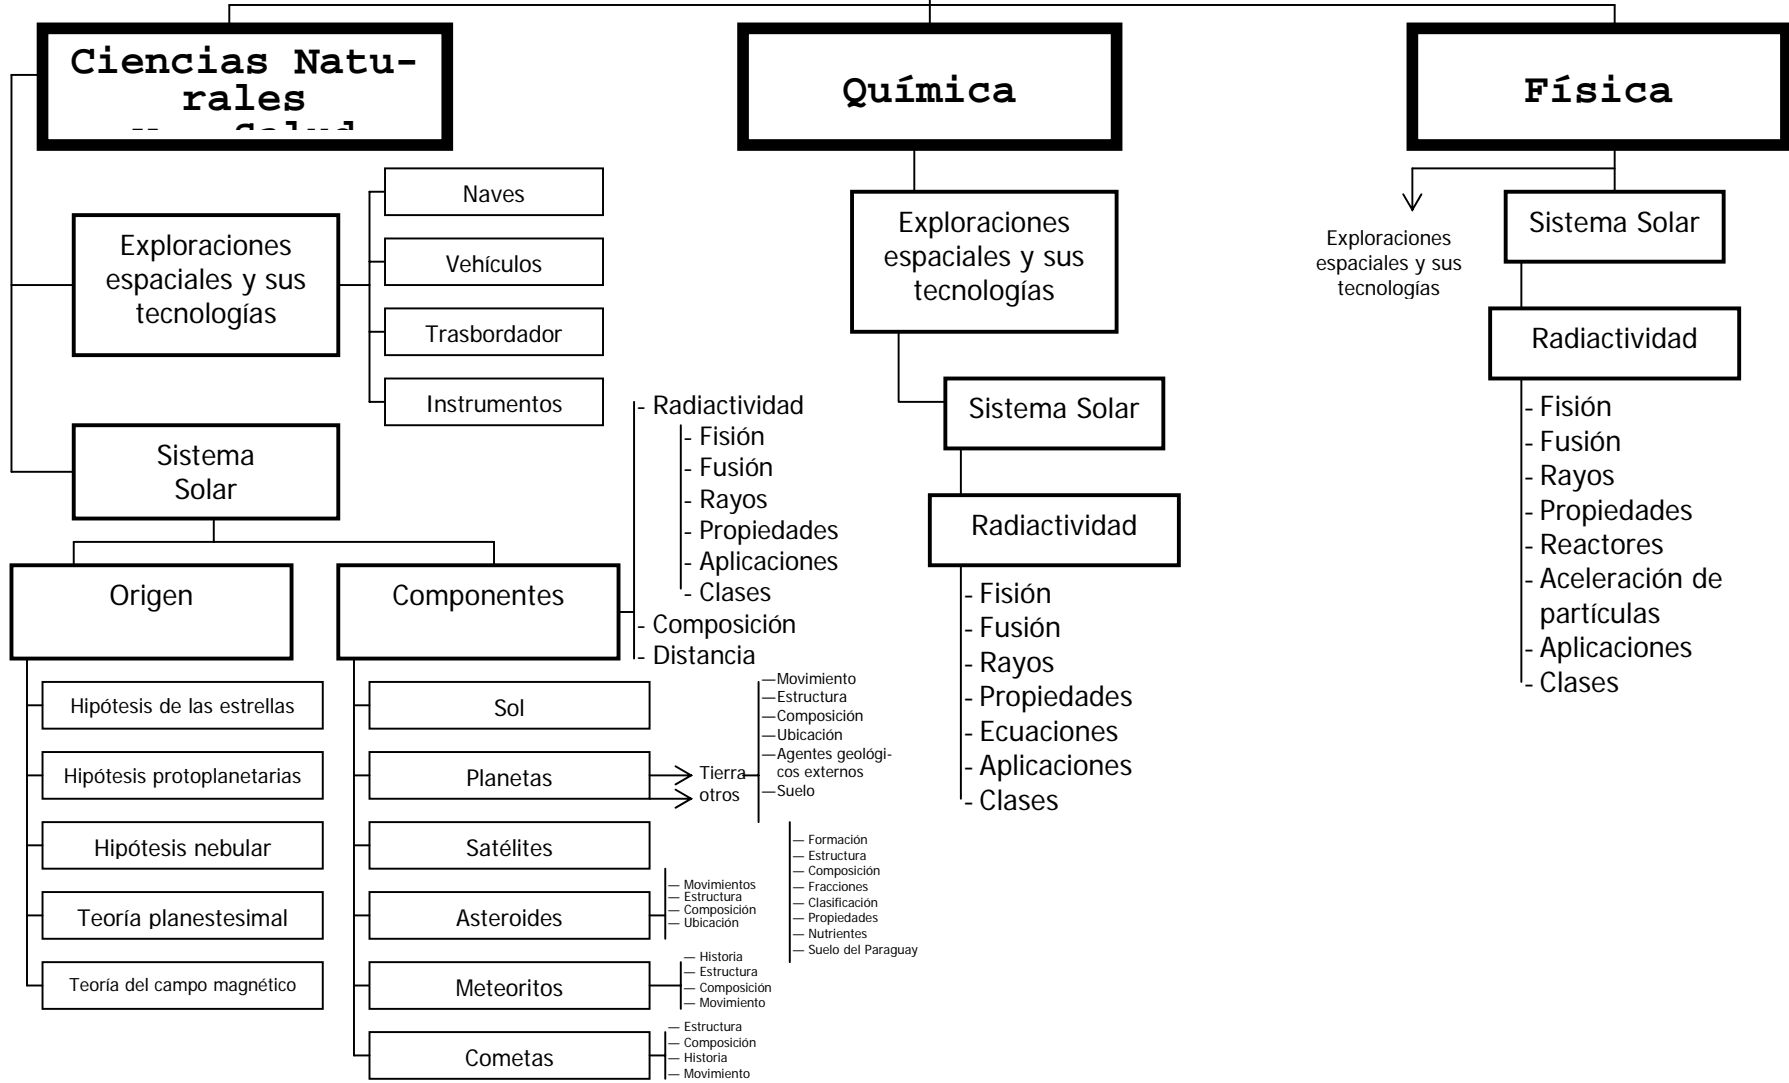 Ciencias Natu-
rales
y Salud
Exploraciones
espaciales y sus
tecnologías
Naves
Vehículos
Trasbordador
Instrumentos
Sistema
Solar
Origen
Hipótesis de las estrellas
Hipótesis protoplanetarias
Hipótesis nebular
Teoría planestesimal
Teoría del campo magnético
Componentes
- Radiactividad
- Fisión
- Fusión
- Rayos
- Propiedades
- Aplicaciones
- Clases
- Composición
- Distancia
Sol
Planetas
Tierra
otros
— Movimiento
— Estructura
— Composición
— Ubicación
— Agentes geológi-
cos externos
— Suelo
— Formación
— Estructura
— Composición
— Fracciones
— Clasificación
— Propiedades
— Nutrientes
— Suelo del Paraguay
Satélites
Asteroides
— Movimientos
— Estructura
— Composición
— Ubicación
Meteoritos
— Historia
— Estructura
— Composición
— Movimiento
Cometas
— Estructura
— Composición
— Historia
— Movimiento
Química
Exploraciones
espaciales y sus
tecnologías
Sistema Solar
Radiactividad
- Fisión
- Fusión
- Rayos
- Propiedades
- Ecuaciones
- Aplicaciones
- Clases
Física
Exploraciones
espaciales y sus
tecnologías
Sistema Solar
Radiactividad
- Fisión
- Fusión
- Rayos
- Propiedades
- Reactores
- Aceleración de
partículas
- Aplicaciones
- Clases